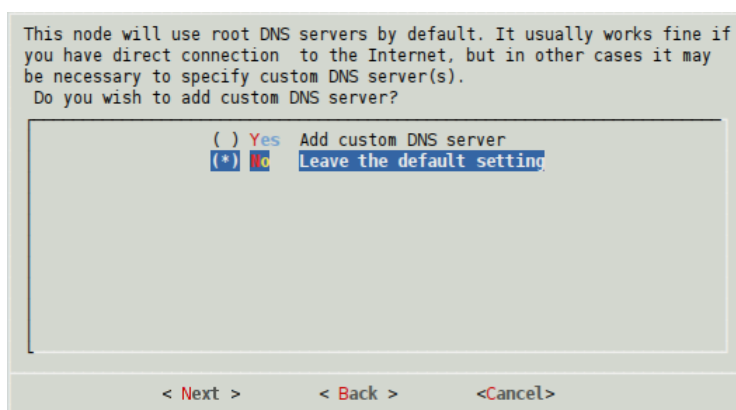 This node will use root DNS servers by default. It usually works fine if
you have direct connection  to the Internet, but in other cases it may
be necessary to specify custom DNS server(s).
Do you wish to add custom DNS server?
( ) Yes  Add custom DNS server
(*) No  Leave the default setting
< Next >  < Back >  <Cancel>